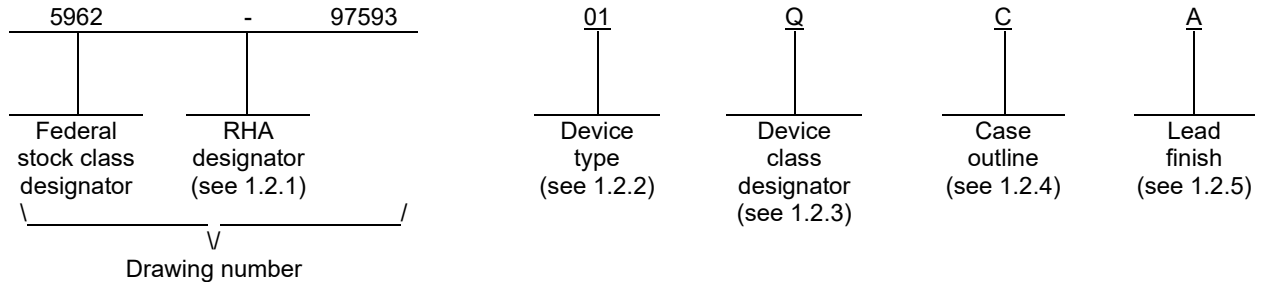 5962 - 97593 01 Q C A
Federal stock class designator
RHA designator (see 1.2.1)
Device type (see 1.2.2)
Device class designator (see 1.2.3)
Case outline (see 1.2.4)
Lead finish (see 1.2.5)
\ /
\/
Drawing number